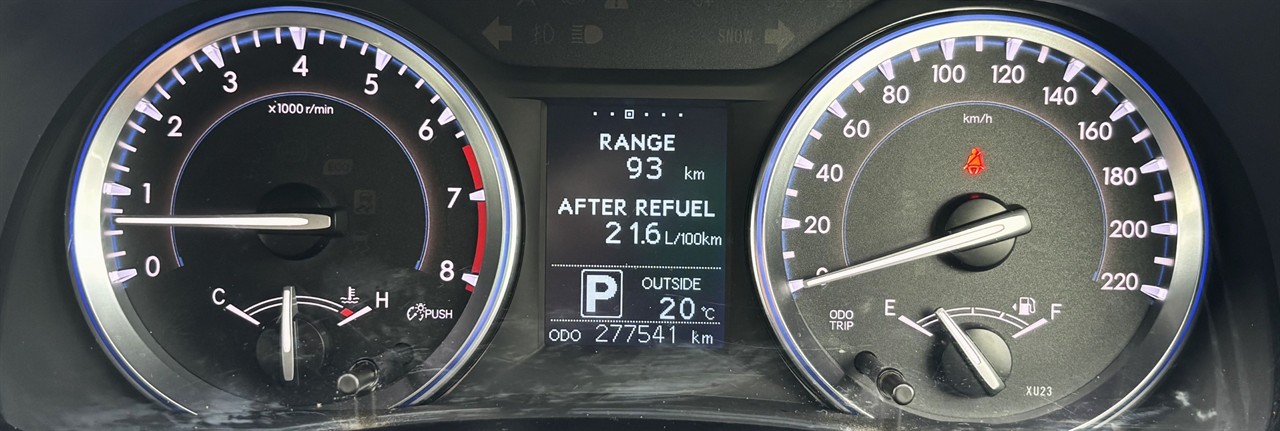 SNOW
x1000 r/min
0
1
2
3
4
5
6
7
8
C
H
PUSH
RANGE
93 km
AFTER REFUEL
21.6 L/100km
P
OUTSIDE
20 °C
ODO 277541 km
km/h
0
20
40
60
80
100
120
140
160
180
200
220
ODO
TRIP
E
F
XU23